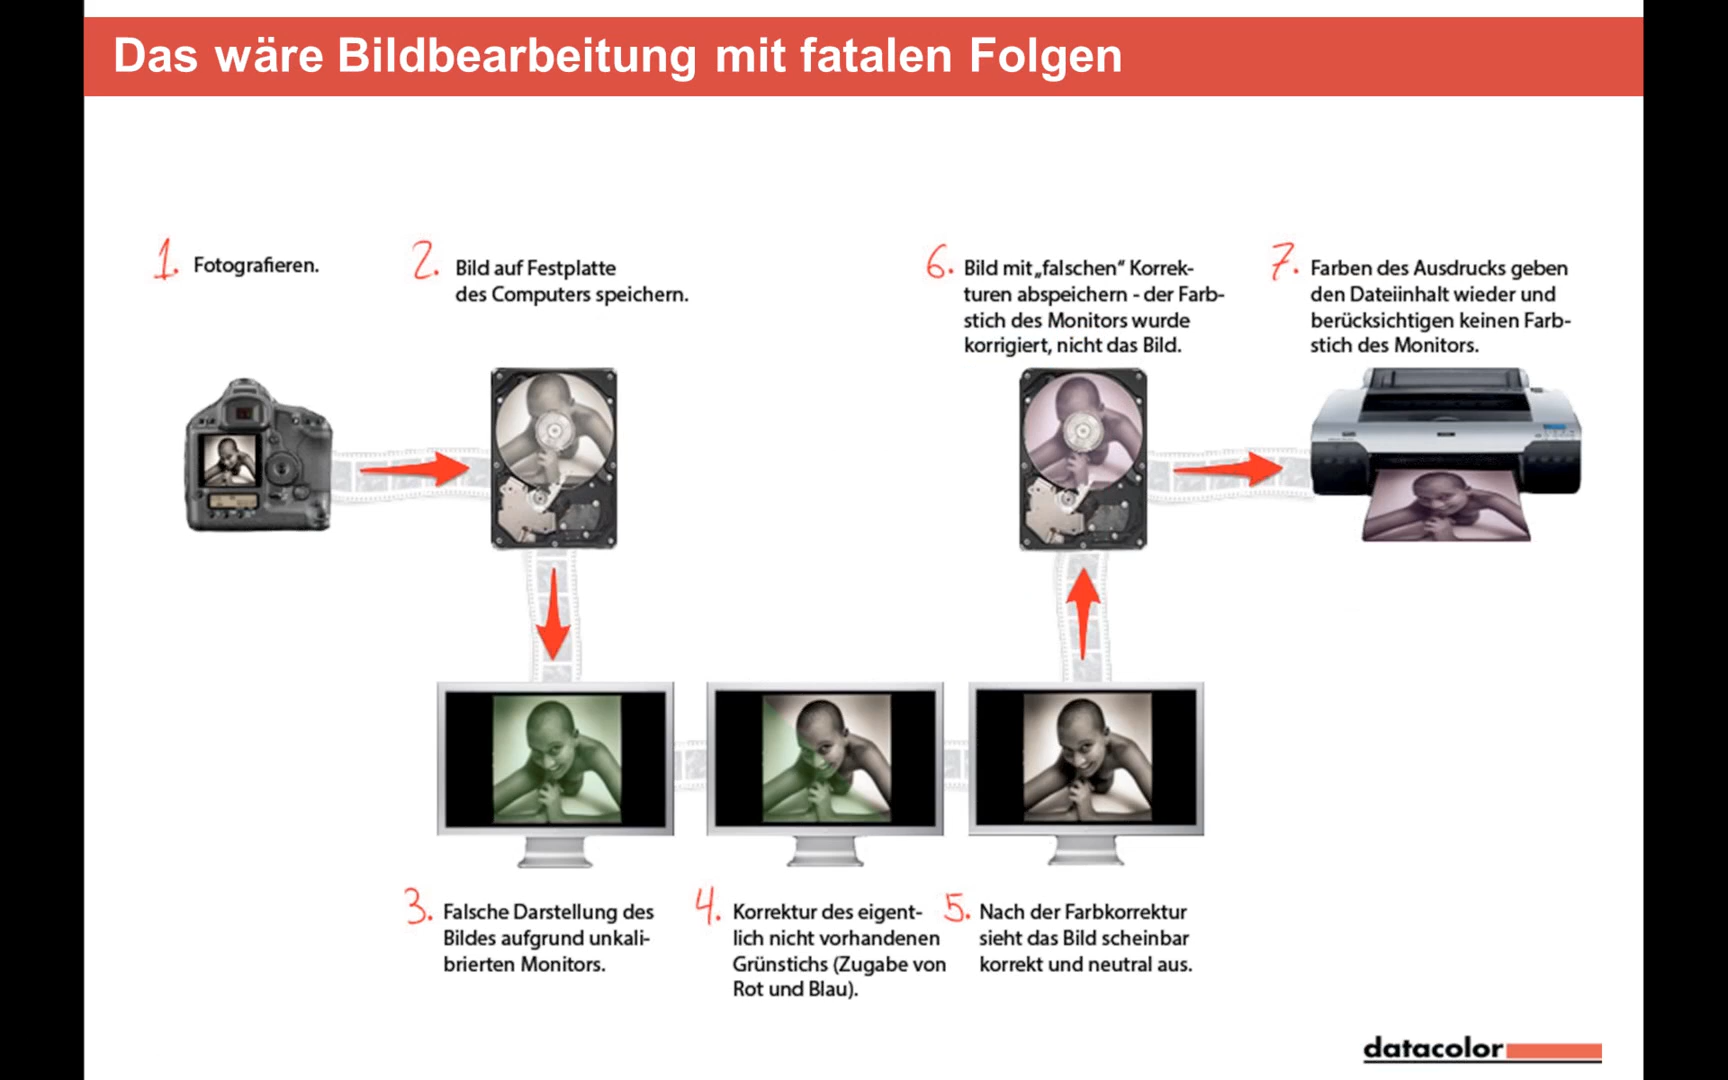 Das wäre Bildbearbeitung mit fatalen Folgen
1. Fotografieren.
2. Bild auf Festplatte
des Computers speichern.
6. Bild mit „falschen“ Korrek-
turen abspeichern - der Farb-
stich des Monitors wurde
korrigiert, nicht das Bild.
7. Farben des Ausdrucks geben
den Dateiinhalt wieder und
berücksichtigen keinen Farb-
stich des Monitors.
3. Falsche Darstellung des
Bildes aufgrund unkali-
brierten Monitors.
4. Korrektur des eigent-
lich nicht vorhandenen
Grünstichs (Zugabe von
Rot und Blau).
5. Nach der Farbkorrektur
sieht das Bild scheinbar
korrekt und neutral aus.
datacolor